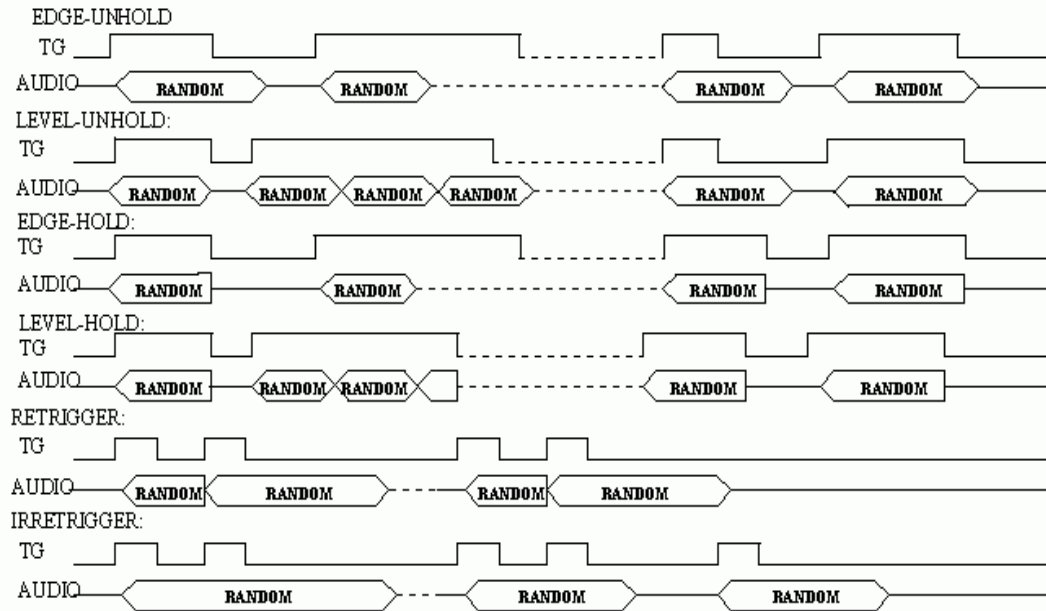 EDGE-UNHOLD
TG
AUDIO RANDOM RANDOM RANDOM RANDOM
LEVEL-UNHOLD:
TG
AUDIO RANDOM RANDOM RANDOM RANDOM RANDOM RANDOM
EDGE-HOLD:
TG
AUDIO RANDOM RANDOM RANDOM RANDOM
LEVEL-HOLD:
TG
AUDIO RANDOM RANDOM RANDOM RANDOM RANDOM
RETRIGGER:
TG
AUDIO RANDOM RANDOM RANDOM RANDOM
IRRETRIGGER:
TG
AUDIO RANDOM RANDOM RANDOM